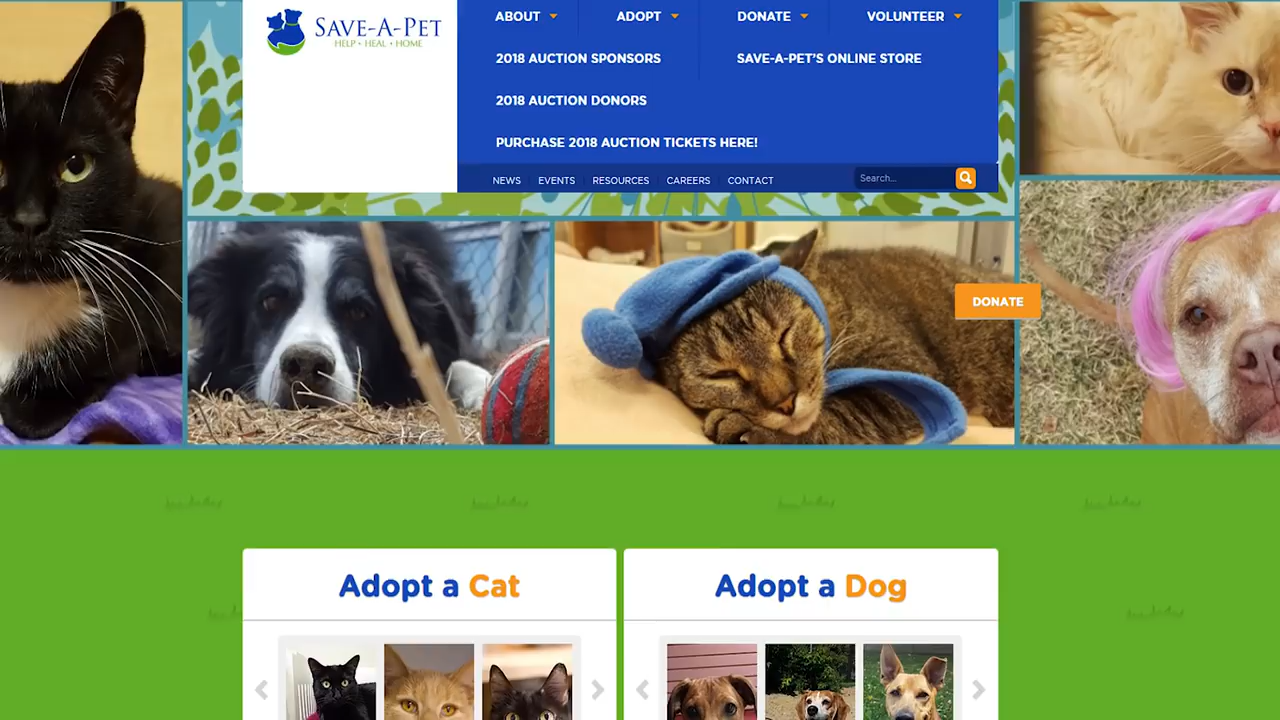 SAVE-A-PET
HELP • HEAL • HOME
ABOUT
ADOPT
DONATE
VOLUNTEER
2018 AUCTION SPONSORS
SAVE-A-PET'S ONLINE STORE
2018 AUCTION DONORS
PURCHASE 2018 AUCTION TICKETS HERE!
NEWS
EVENTS
RESOURCES
CAREERS
CONTACT
Search...
DONATE
Adopt a Cat
Adopt a Dog